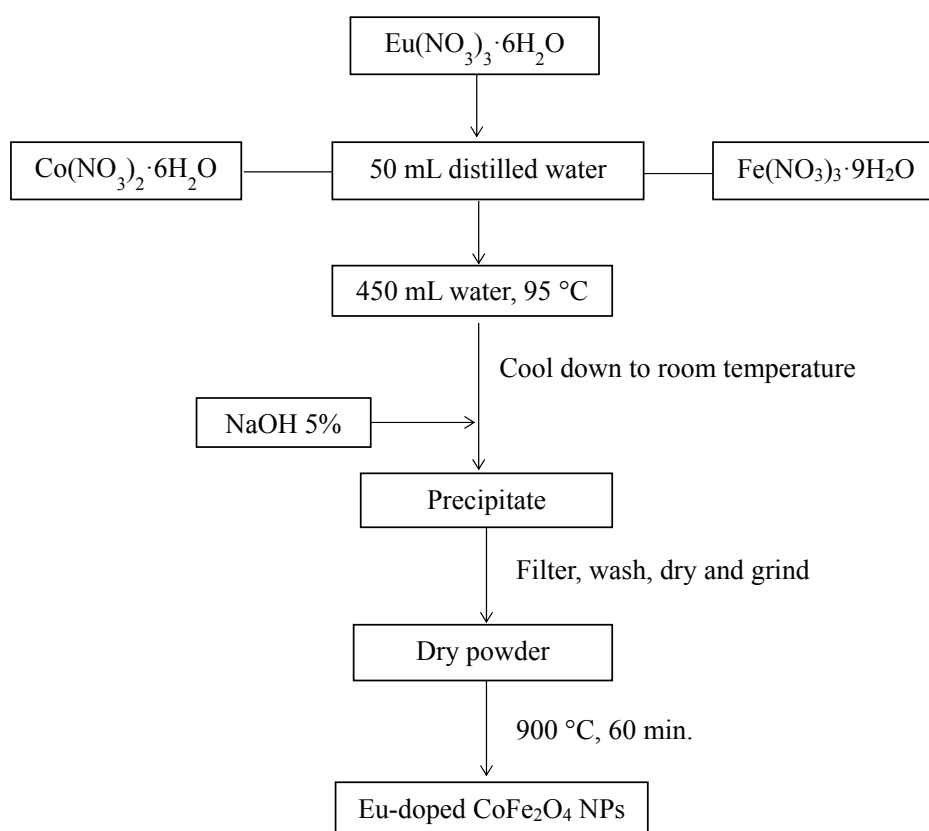 Eu(NO₃)₃·6H₂O
Co(NO₃)₂·6H₂O
50 mL distilled water
Fe(NO₃)₃·9H₂O
450 mL water, 95 °C
Cool down to room temperature
NaOH 5%
Precipitate
Filter, wash, dry and grind
Dry powder
900 °C, 60 min.
Eu-doped CoFe₂O₄ NPs